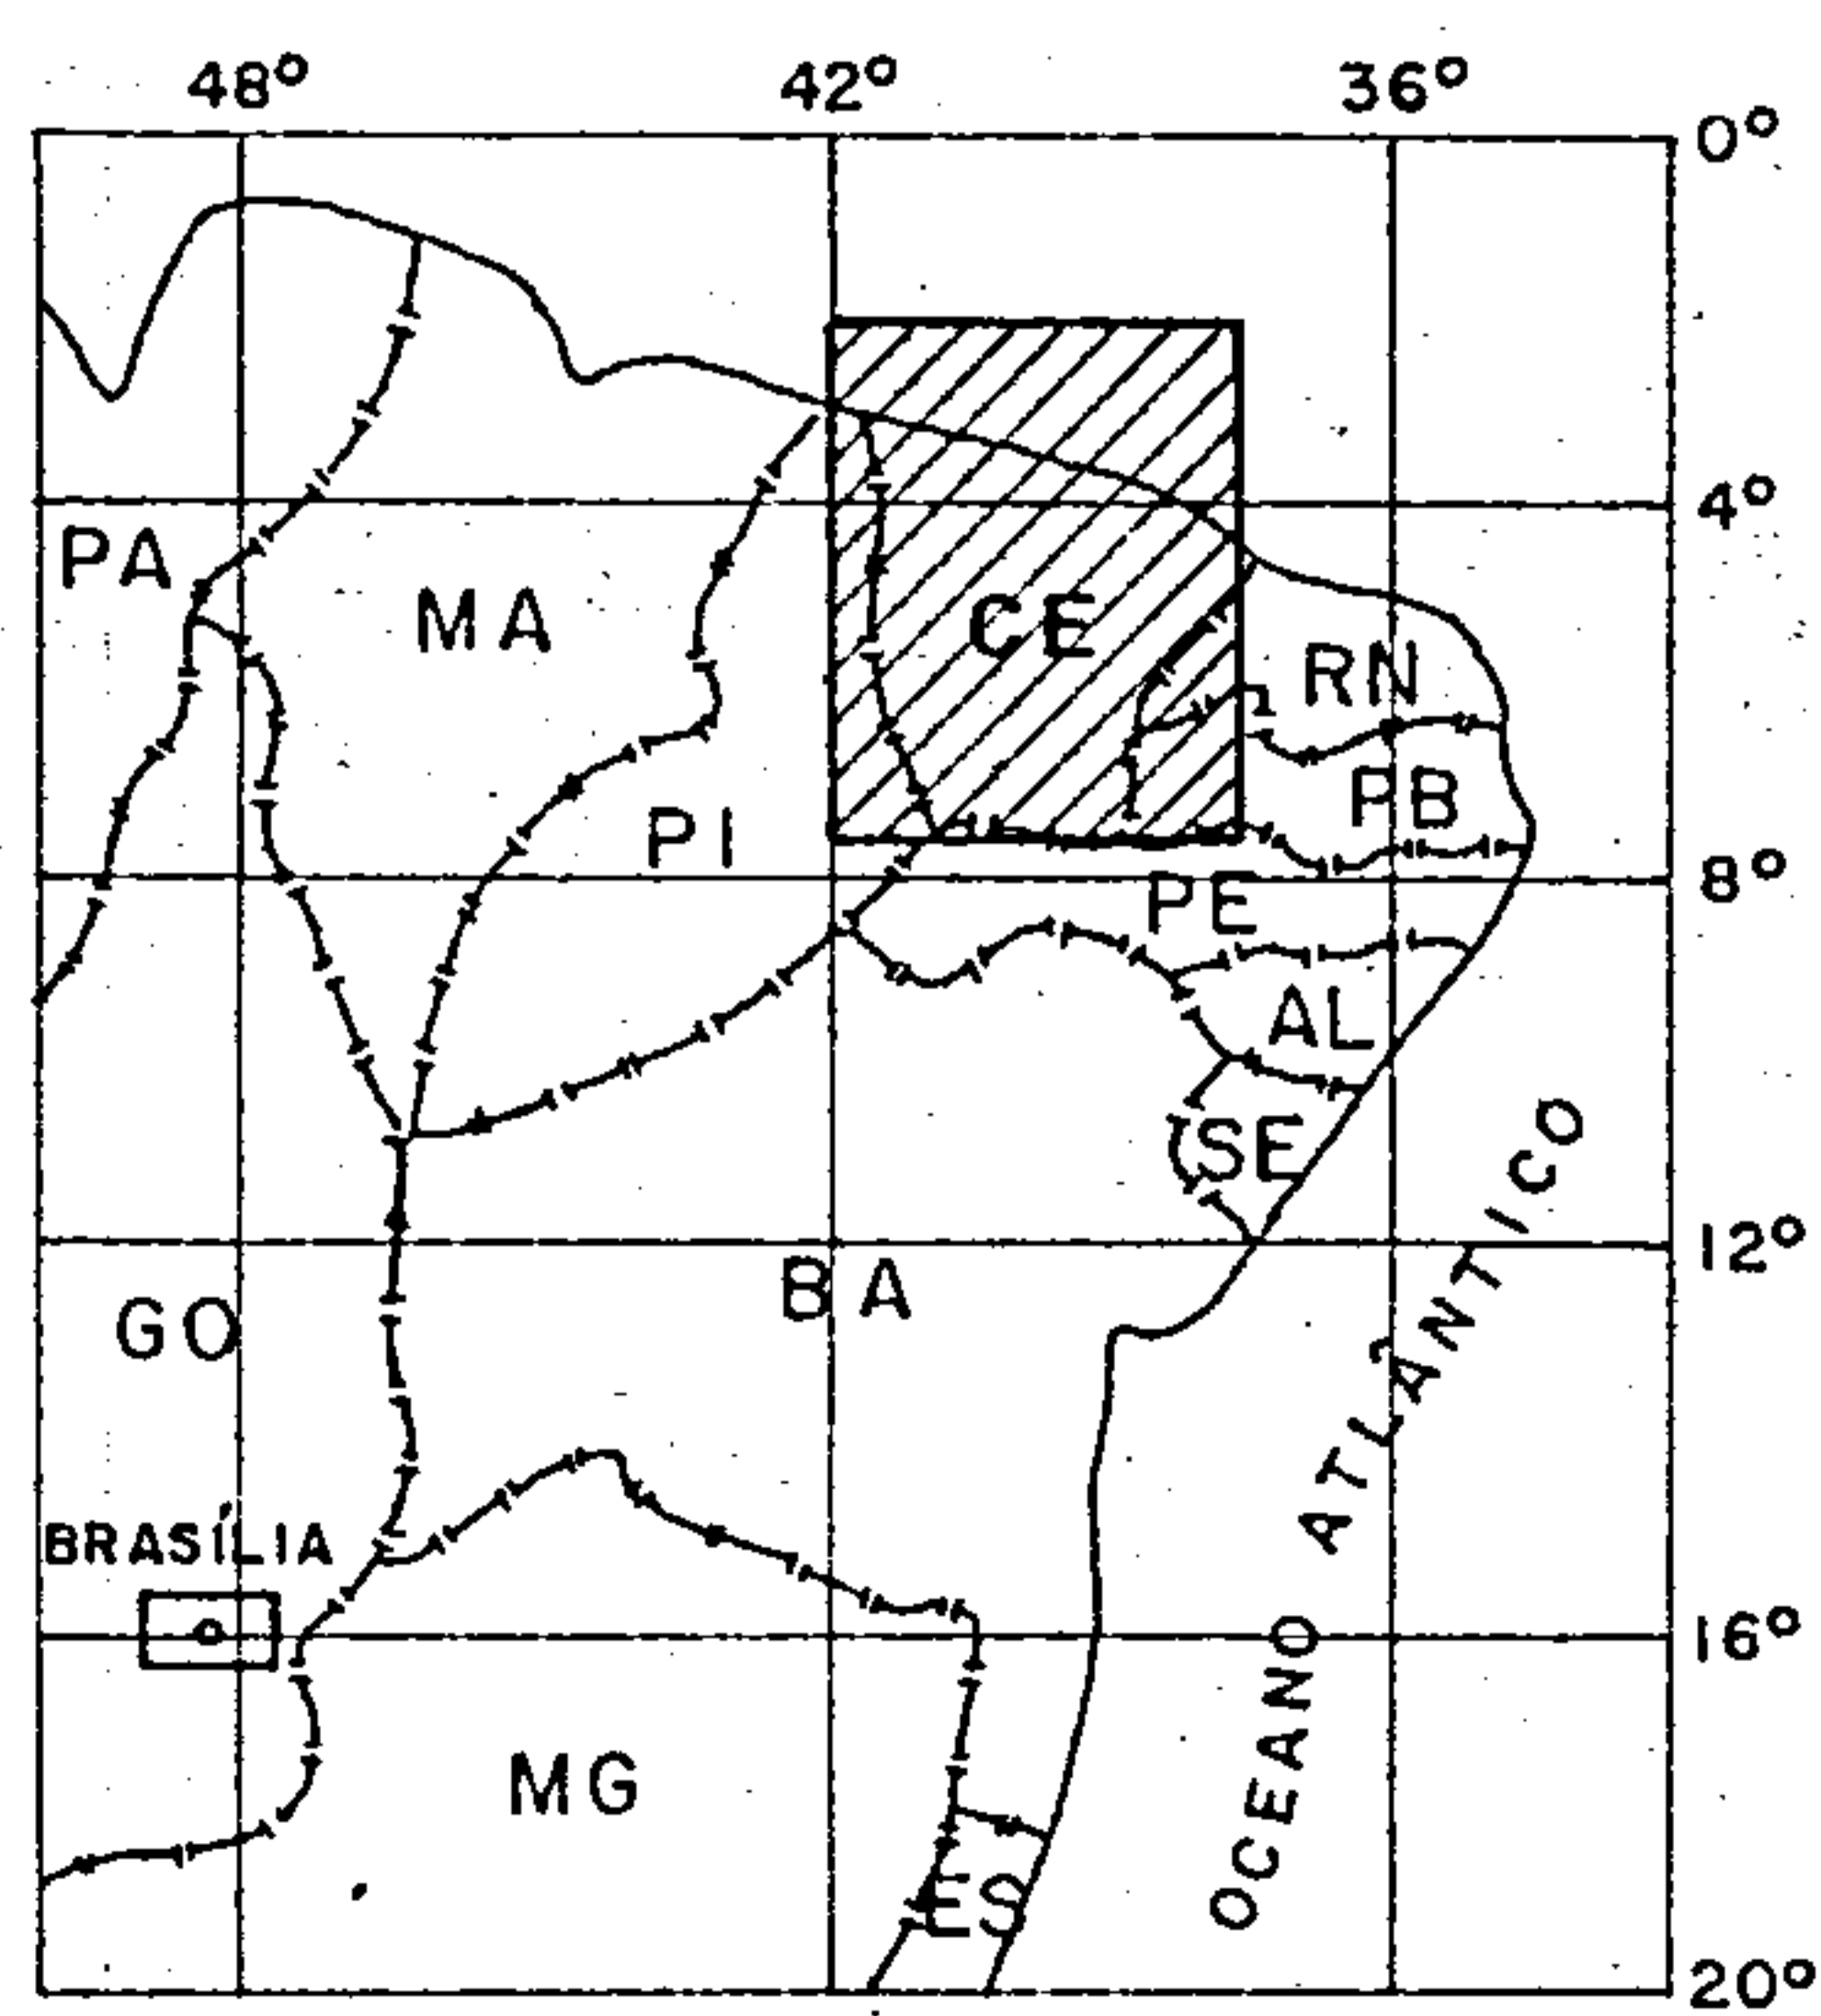 48° 42° 36°
0°
4°
PA
MA
CE
RN
PB
PI
8°
PE
AL
SE
12°
BA
GO
BRASÍLIA
16°
MG
ES
20°
OCEANO ATLÂNTICO